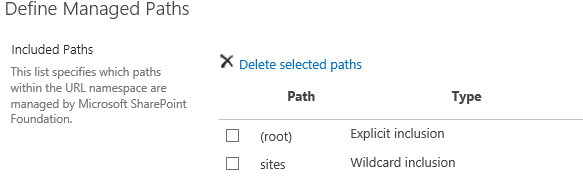 Define Managed Paths
Included Paths
This list specifies which paths
within the URL namespace are
managed by Microsoft SharePoint
Foundation.
Delete selected paths
Path Type
(root) Explicit inclusion
sites Wildcard inclusion